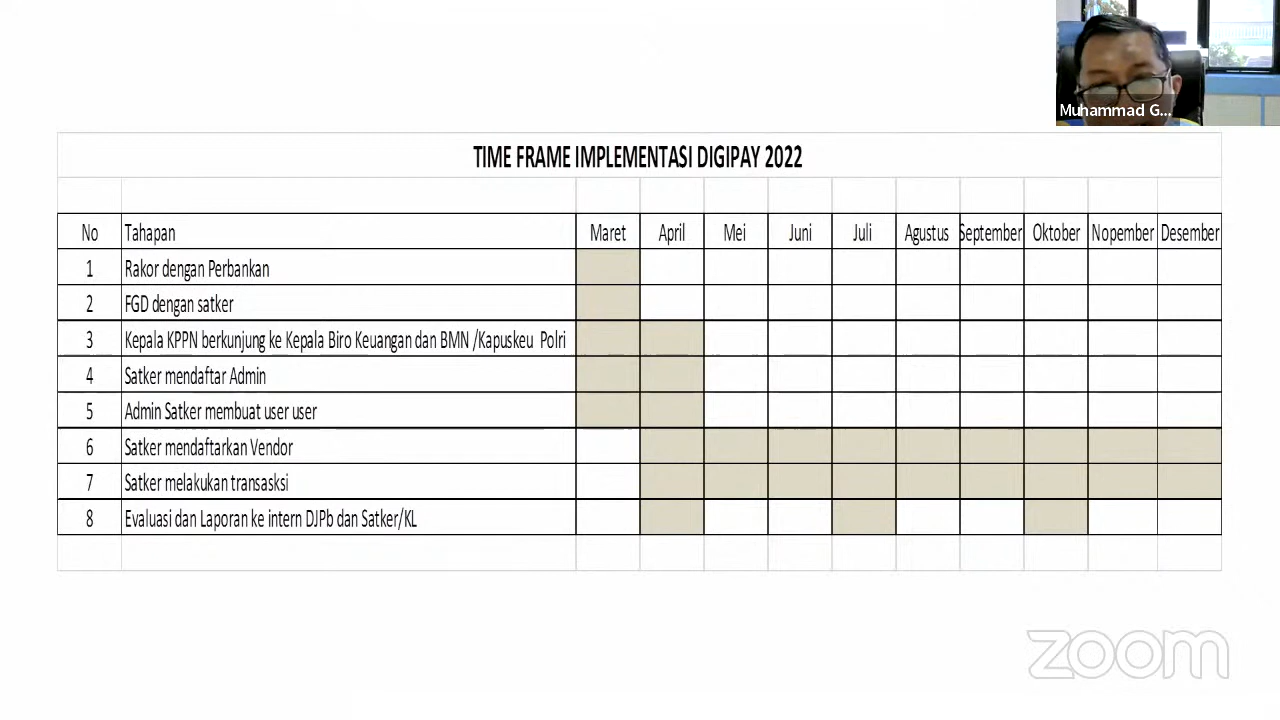 Muhammad G...
TIME FRAME IMPLEMENTASI DIGIPAY 2022
No Tahapan Maret April Mei Juni Juli Agustus September Oktober Nopember Desember
1 Rakor dengan Perbankan
2 FGD dengan satker
3 Kepala KPPN berkunjung ke Kepala Biro Keuangan dan BMN /Kapuskeu Polri
4 Satker mendaftar Admin
5 Admin Satker membuat user user
6 Satker mendaftarkan Vendor
7 Satker melakukan transasksi
8 Evaluasi dan Laporan ke intern DJPb dan Satker/KL
zoom